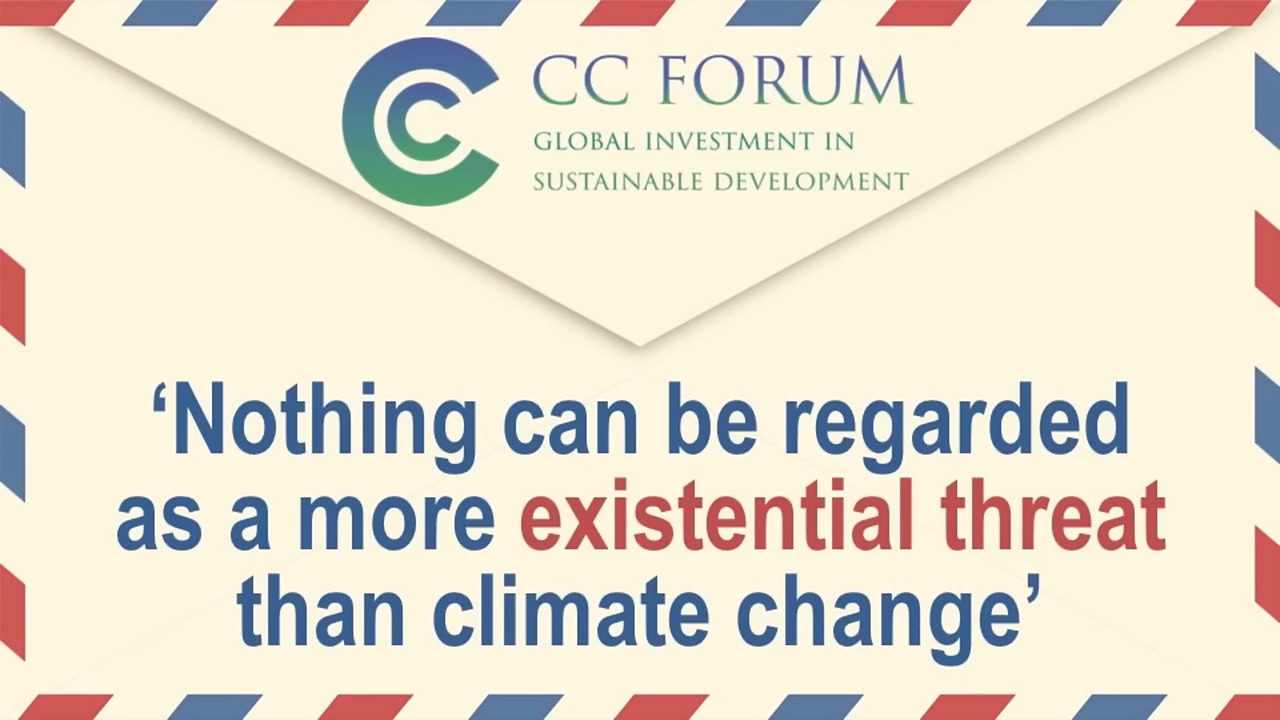 CC FORUM
GLOBAL INVESTMENT IN
SUSTAINABLE DEVELOPMENT
‘Nothing can be regarded
as a more existential threat
than climate change’